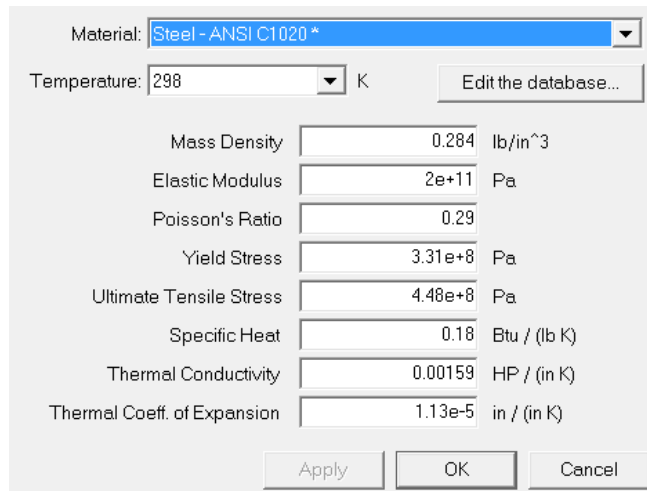 Material: Steel - ANSI C1020 *
Temperature: 298 K Edit the database...
Mass Density 0.284 lb/in^3
Elastic Modulus 2e+11 Pa
Poisson's Ratio 0.29
Yield Stress 3.31e+8 Pa
Ultimate Tensile Stress 4.48e+8 Pa
Specific Heat 0.18 Btu / (lb K)
Thermal Conductivity 0.00159 HP / (in K)
Thermal Coeff. of Expansion 1.13e-5 in / (in K)
Apply OK Cancel